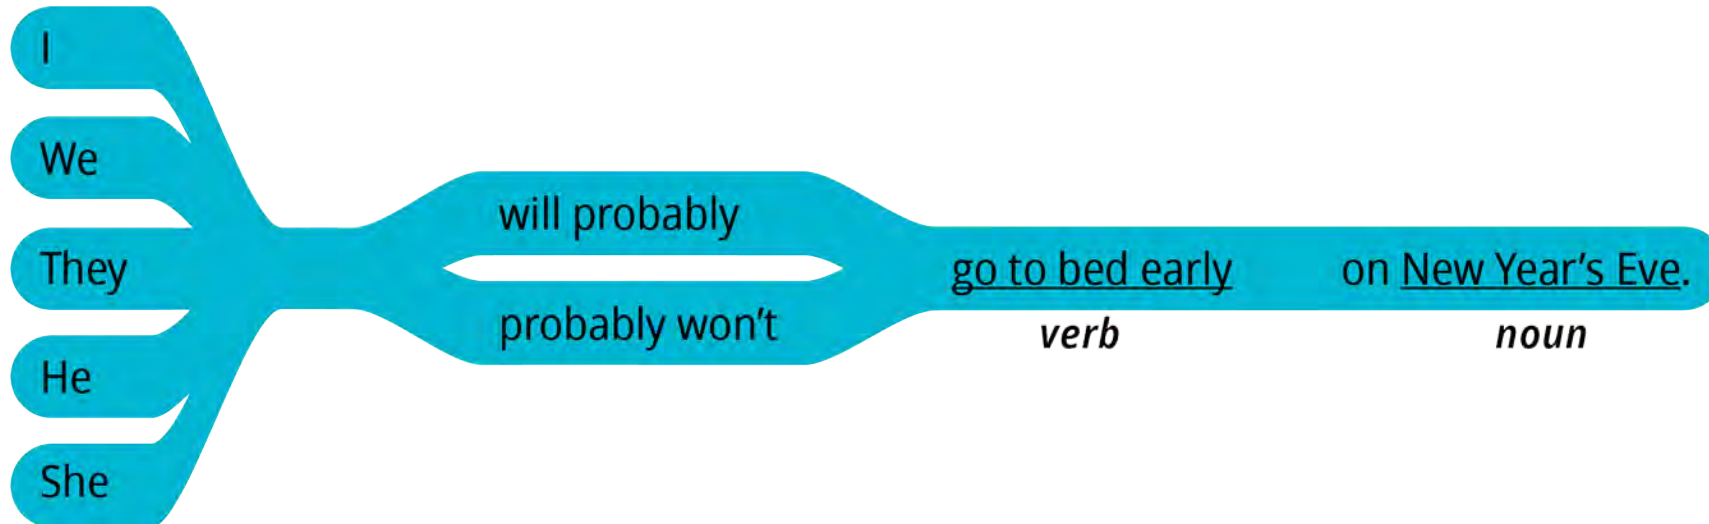 I
We
They
He
She
will probably
probably won't
go to bed early on New Year's Eve.
verb noun